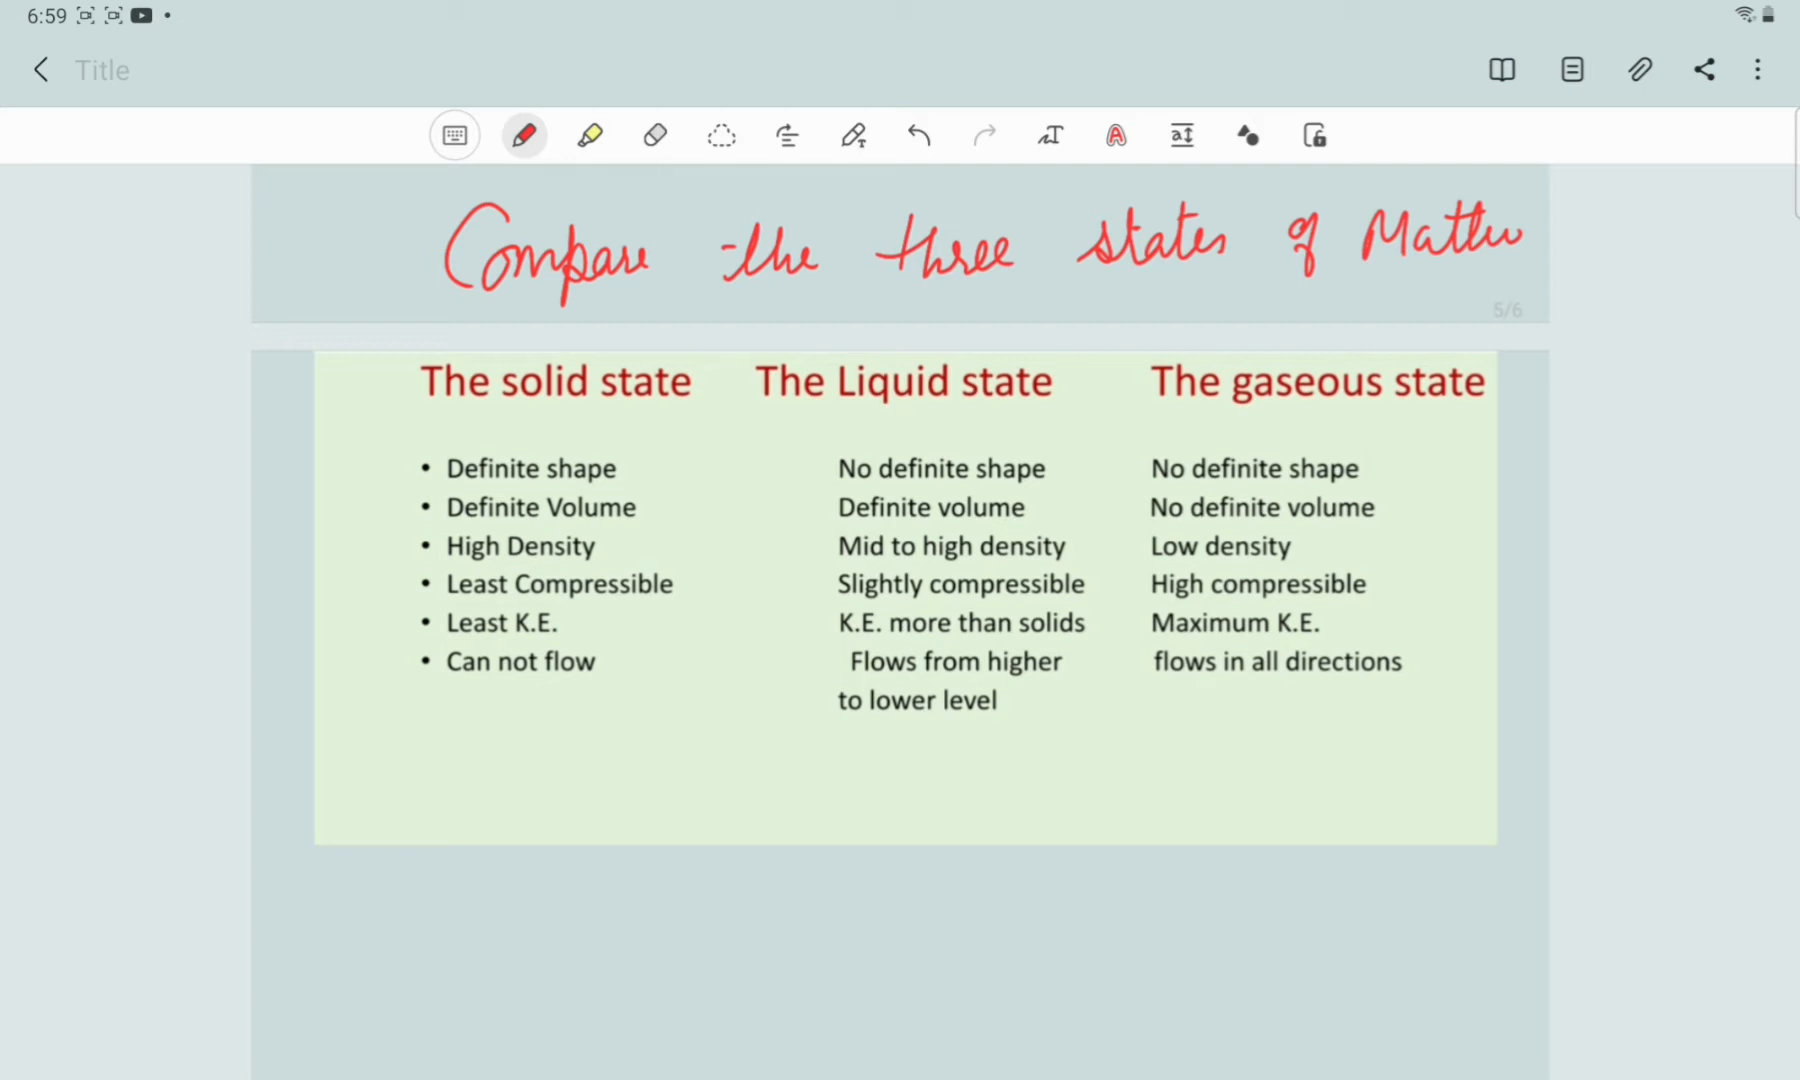 6:59
Title
Compare the three states of Matter
5/6
The solid state
• Definite shape
• Definite Volume
• High Density
• Least Compressible
• Least K.E.
• Can not flow
The Liquid state
No definite shape
Definite volume
Mid to high density
Slightly compressible
K.E. more than solids
Flows from higher
to lower level
The gaseous state
No definite shape
No definite volume
Low density
High compressible
Maximum K.E.
flows in all directions